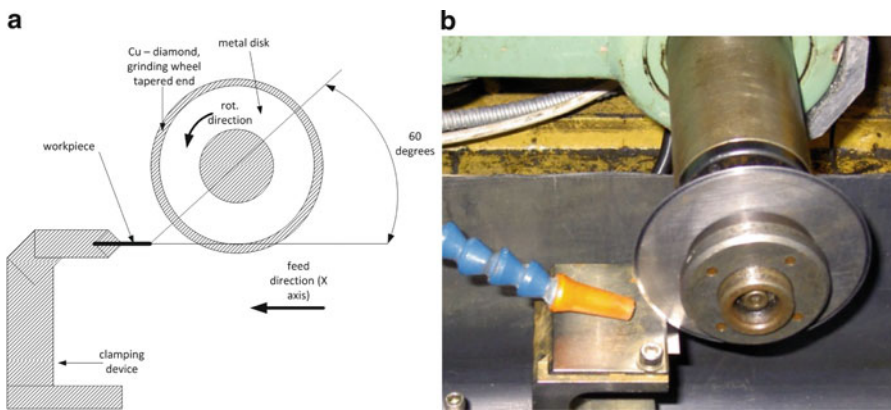 a
Cu – diamond,
grinding wheel
tapered end
metal disk
rot.
direction
workpiece
60
degrees
feed direction (X
axis)
clamping
device
b